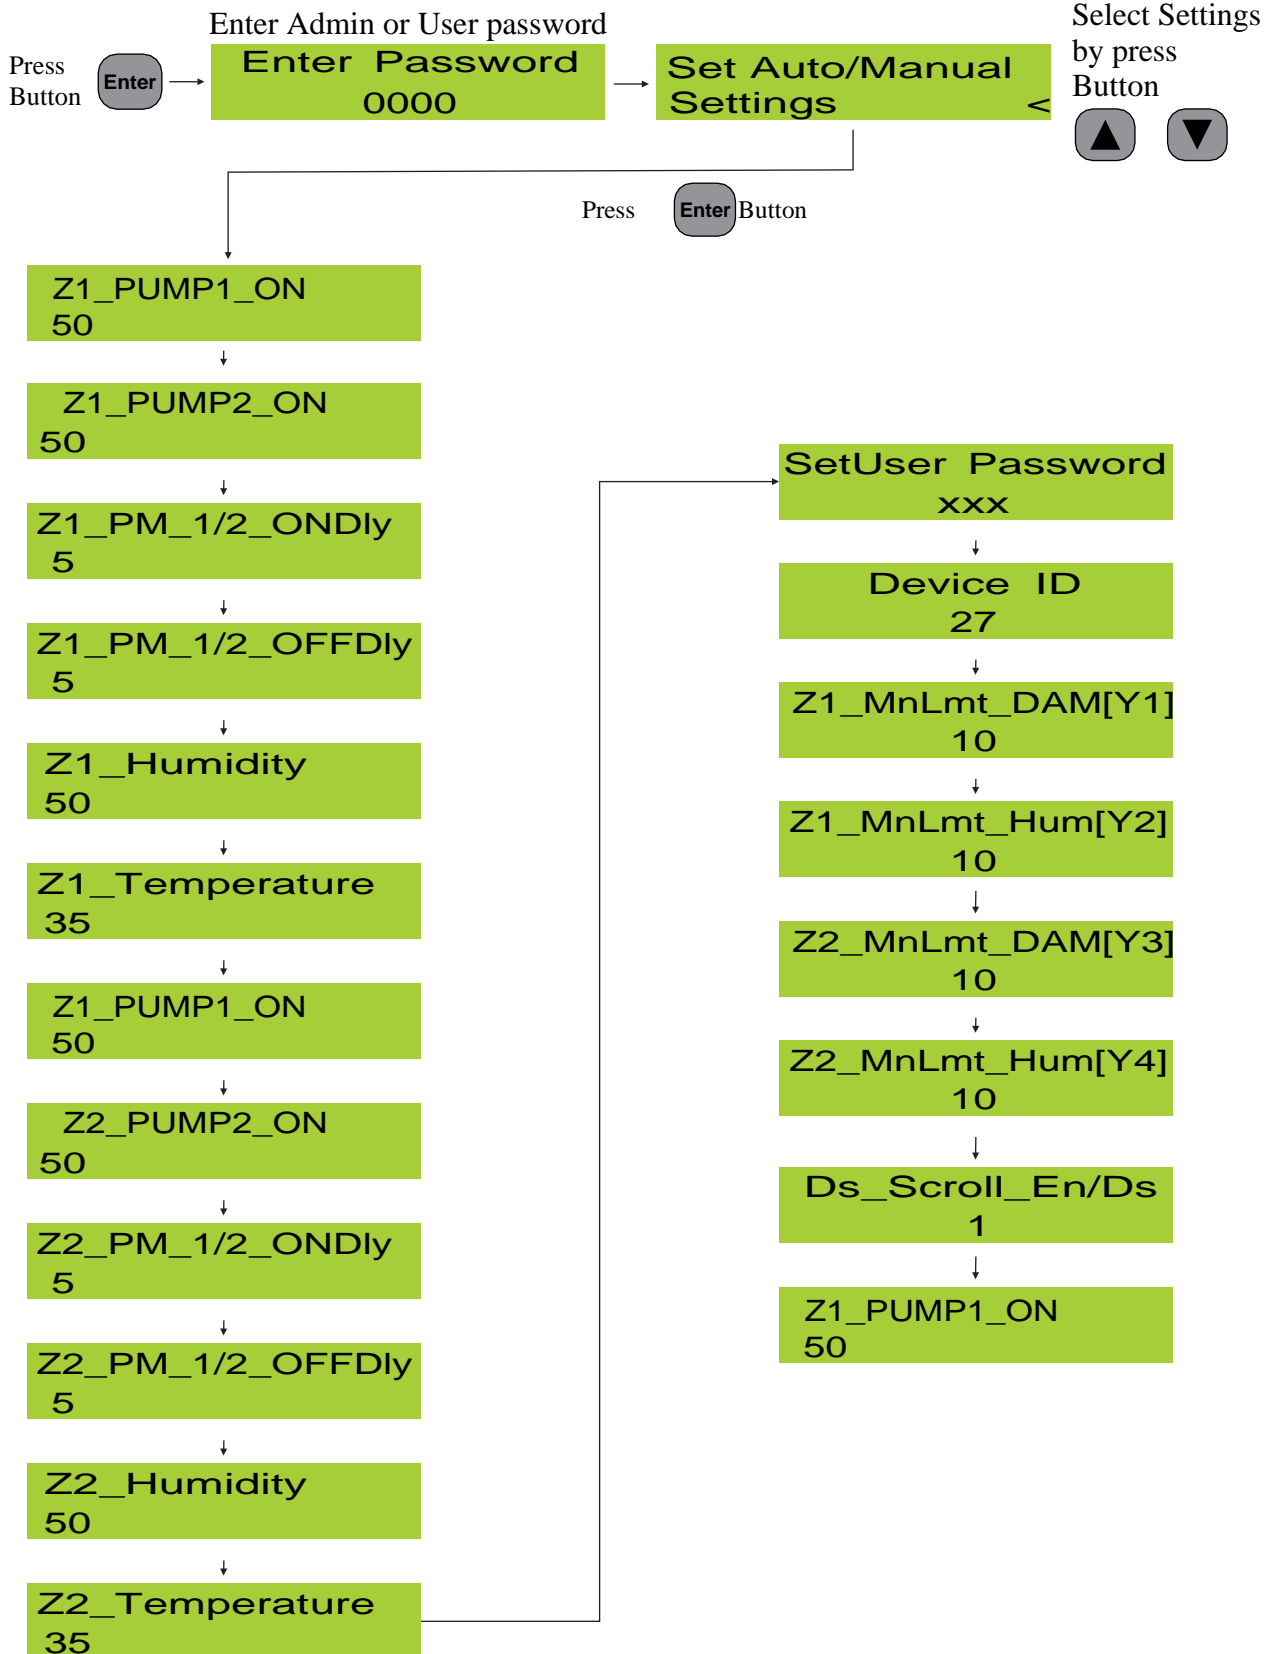 Enter Admin or User password
Press
Button
Enter
Enter Password
0000
Set Auto/Manual
Settings <
Select Settings
by press
Button
Press Enter Button
Z1_PUMP1_ON
50
Z1_PUMP2_ON
50
Z1_PM_1/2_ONDly
5
Z1_PM_1/2_OFFDly
5
Z1_Humidity
50
Z1_Temperature
35
Z1_PUMP1_ON
50
Z2_PUMP2_ON
50
Z2_PM_1/2_ONDly
5
Z2_PM_1/2_OFFDly
5
Z2_Humidity
50
Z2_Temperature
35
SetUser Password
xxx
Device ID
27
Z1_MnLmt_DAM[Y1]
10
Z1_MnLmt_Hum[Y2]
10
Z2_MnLmt_DAM[Y3]
10
Z2_MnLmt_Hum[Y4]
10
Ds_Scroll_En/Ds
1
Z1_PUMP1_ON
50